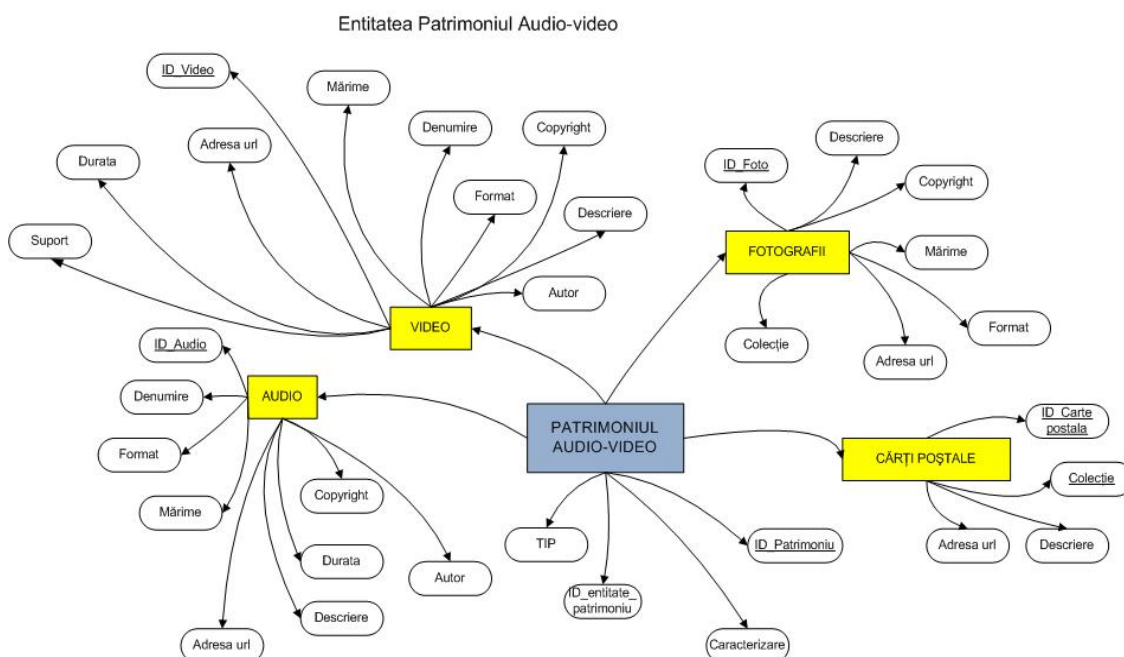 Entitatea Patrimoniul Audio-video
ID_Video
Mărime
Denumire
Copyright
Adresa url
Durata
Format
Descriere
Suport
Autor
VIDEO
ID_Foto
Descriere
Copyright
FOTOGRAFII
Mărime
Format
Colecție
Adresa url
ID_Audio
Denumire
AUDIO
Format
Mărime
Copyright
Durata
Autor
Descriere
Adresa url
PATRIMONIUL
AUDIO-VIDEO
TIP
ID_Patrimoniu
ID_entitate_
patrimoniu
Caracterizare
ID_Carte
postala
CĂRȚI POȘTALE
Colecție
Adresa url
Descriere